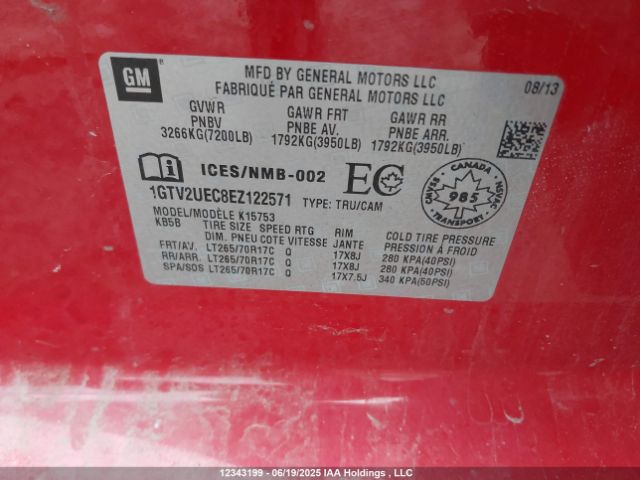 GM
MFD BY GENERAL MOTORS LLC
FABRIQUÉ PAR GENERAL MOTORS LLC
08/13
GVWR GAWR FRT GAWR RR
PNBV PNBE AV. PNBE ARR.
3266KG(7200LB) 1792KG(3950LB) 1792KG(3950LB)
ICES/NMB-002 EC
CANADA
RSVAC NSVAC
985
TRANSPORT
1GTV2UEC8EZ122571 TYPE: TRU/CAM
MODEL/MODÈLE K15753
KB5B TIRE SIZE SPEED RTG RIM COLD TIRE PRESSURE
DIM. PNEU COTE VITESSE JANTE PRESSION À FROID
FRT/AV. LT265/70R17C Q 17X8J 280 KPA(40PSI)
RR/ARR. LT265/70R17C Q 17X8J 280 KPA(40PSI)
SPA/SOS LT265/70R17C Q 17X7.5J 340 KPA(50PSI)
12343199 - 06/19/2025 IAA Holdings , LLC